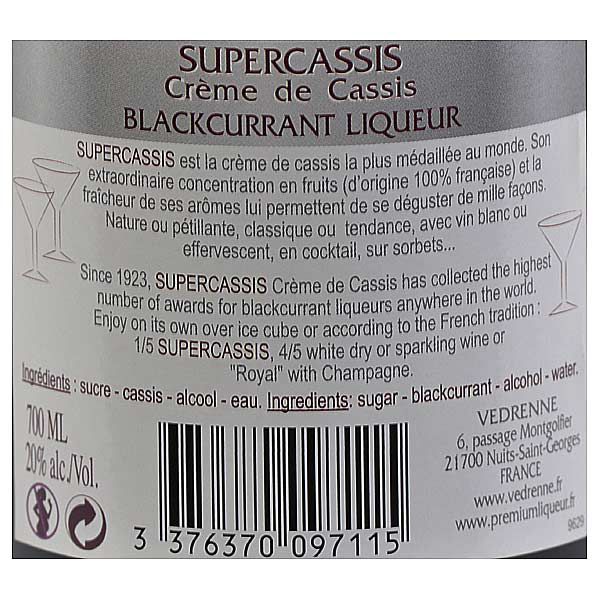 SUPERCASSIS
Crème de Cassis
BLACKCURRANT LIQUEUR
SUPERCASSIS est la crème de cassis la plus médaillée au monde. Son
extraordinaire concentration en fruits (d'origine 100% française) et la
fraîcheur de ses arômes lui permettent de se déguster de mille façons.
Nature ou pétillante, classique ou tendance, avec vin blanc ou
effervescent, en cocktail, sur sorbets...
Since 1923, SUPERCASSIS Crème de Cassis has collected the highest
number of awards for blackcurrant liqueurs anywhere in the world.
Enjoy on its own over ice cube or according to the French tradition :
1/5 SUPERCASSIS, 4/5 white dry or sparkling wine or
"Royal" with Champagne.
Ingrédients : sucre - cassis - alcool - eau. Ingredients: sugar - blackcurrant - alcohol - water.
700 ML
20% alc./Vol.
3 376370 097115
VEDRENNE
6, passage Montgolfier
21700 Nuits-Saint-Georges
FRANCE
www.vedrenne.fr
www.premiumliqueur.fr
9629